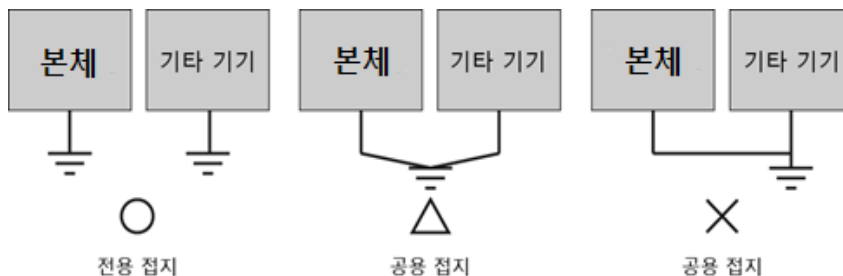 본체 기타 기기 본체 기타 기기 본체 기타 기기
전용 접지 공용 접지 공용 접지